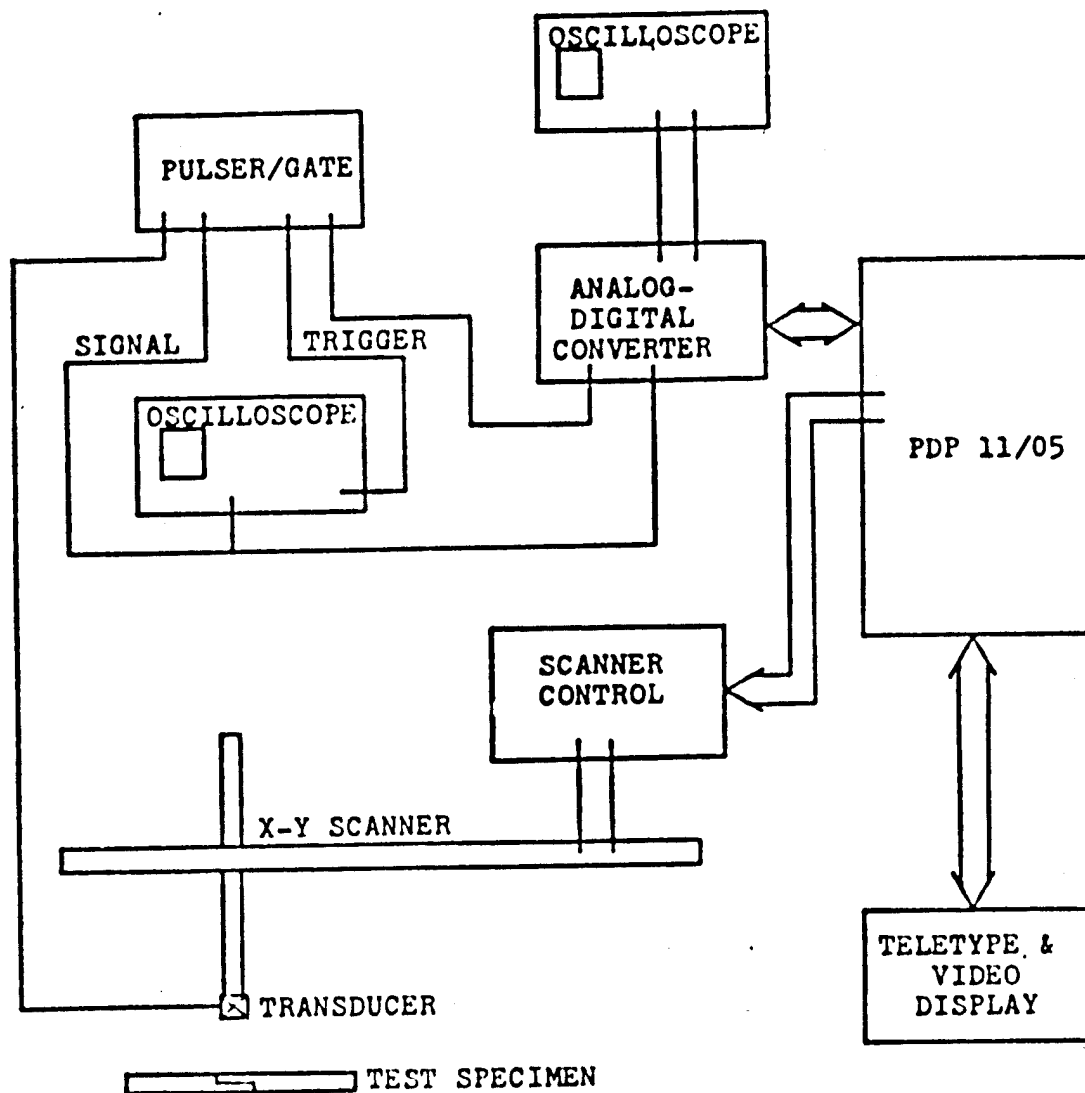 OSCILLOSCOPE
PULSER/GATE
ANALOG-
DIGITAL
CONVERTER
SIGNAL
TRIGGER
OSCILLOSCOPE
PDP 11/05
SCANNER
CONTROL
X-Y SCANNER
TELETYPE &
VIDEO
DISPLAY
TRANSDUCER
TEST SPECIMEN